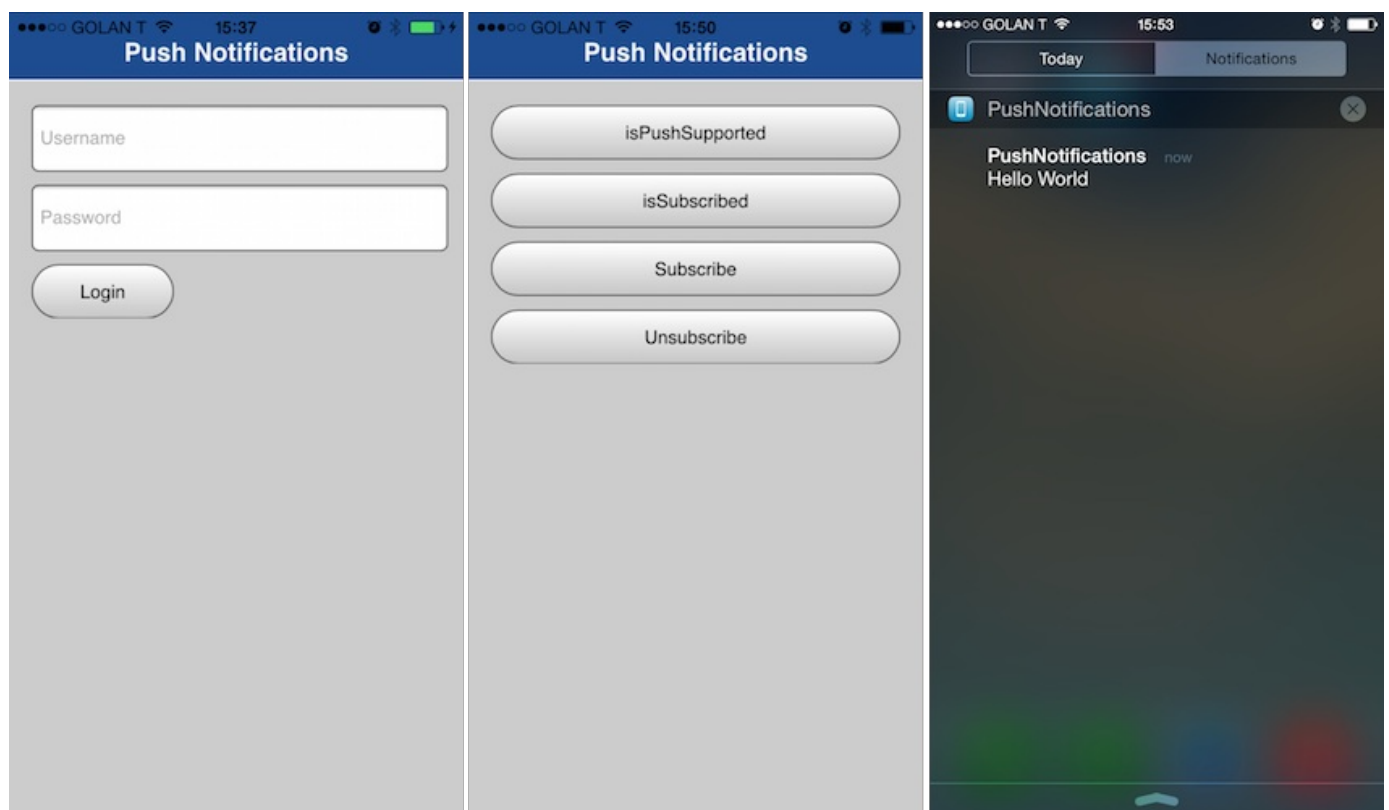 GOLAN T 15:37
Push Notifications
Username
Password
Login
GOLAN T 15:50
Push Notifications
isPushSupported
isSubscribed
Subscribe
Unsubscribe
GOLAN T 15:53
Today Notifications
PushNotifications
PushNotifications now
Hello World